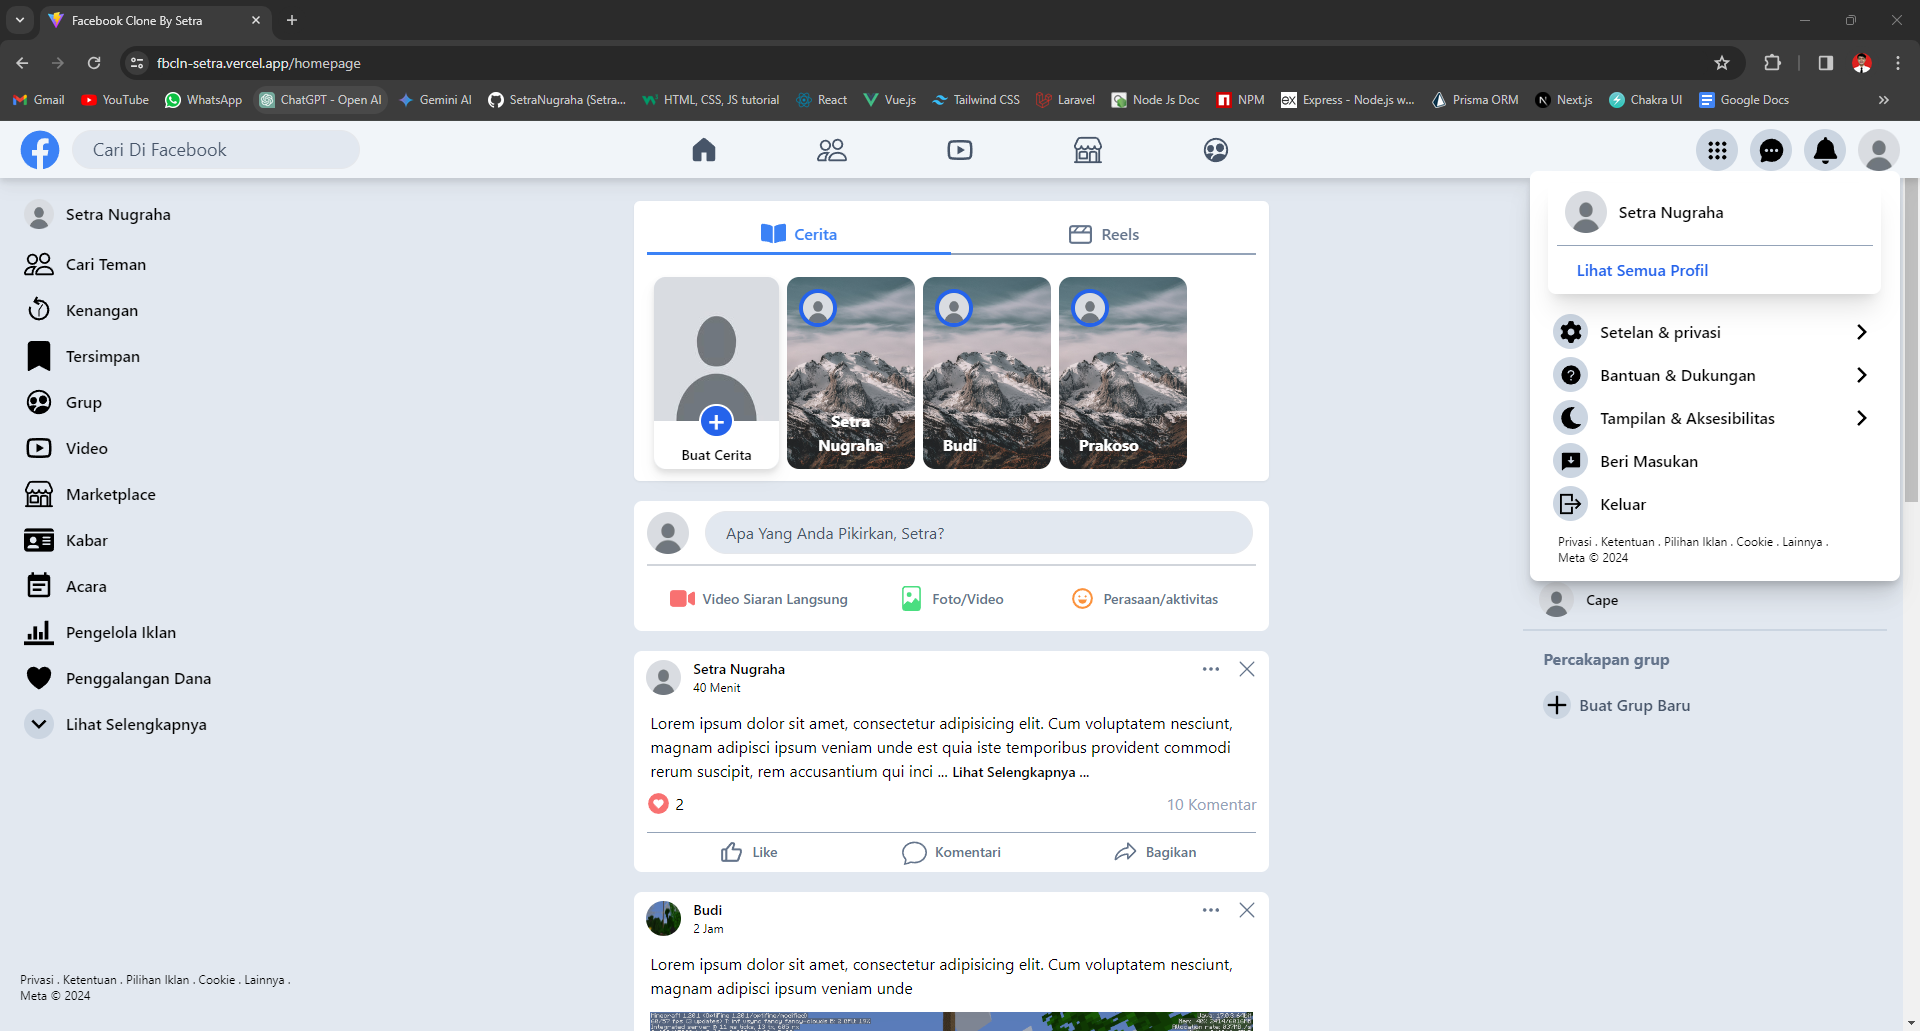 Facebook Clone By Setra
fbcln-setra.vercel.app/homepage
Gmail
YouTube
WhatsApp
ChatGPT - Open AI
Gemini AI
SetraNugraha (Setra...
HTML, CSS, JS tutorial
React
Vue.js
Tailwind CSS
Laravel
Node Js Doc
NPM
Express - Node.js w...
Prisma ORM
Next.js
Chakra UI
Google Docs
Cari Di Facebook
Setra Nugraha
Cari Teman
Kenangan
Tersimpan
Grup
Video
Marketplace
Kabar
Acara
Pengelola Iklan
Penggalangan Dana
Lihat Selengkapnya
Privasi . Ketentuan . Pilihan Iklan . Cookie . Lainnya .
Meta © 2024
Cerita
Reels
Buat Cerita
Setra
Nugraha
Budi
Prakoso
Apa Yang Anda Pikirkan, Setra?
Video Siaran Langsung
Foto/Video
Perasaan/aktivitas
Setra Nugraha
40 Menit
Lorem ipsum dolor sit amet, consectetur adipisicing elit. Cum voluptatem nesciunt,
magnam adipisci ipsum veniam unde est quia iste temporibus provident commodi
rerum suscipit, rem accusantium qui inci ... Lihat Selengkapnya ...
2
10 Komentar
Like
Komentari
Bagikan
Budi
2 Jam
Lorem ipsum dolor sit amet, consectetur adipisicing elit. Cum voluptatem nesciunt,
magnam adipisci ipsum veniam unde
Setra Nugraha
Lihat Semua Profil
Setelan & privasi
Bantuan & Dukungan
Tampilan & Aksesibilitas
Beri Masukan
Keluar
Privasi . Ketentuan . Pilihan Iklan . Cookie . Lainnya .
Meta © 2024
Cape
Percakapan grup
Buat Grup Baru